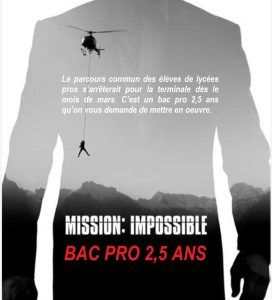 Le parcours commun des élèves de lycées
pros s'arrêterait pour la terminale dès le
mois de mars. C'est un bac pro 2,5 ans
qu'on vous demande de mettre en oeuvre.
MISSION: IMPOSSIBLE
BAC PRO 2,5 ANS